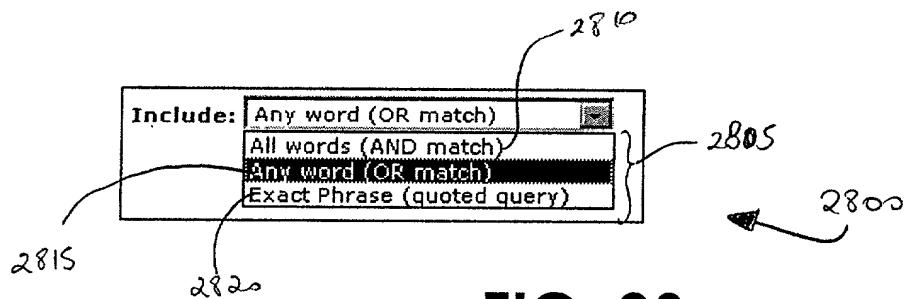 2810
Include: Any word (OR match)
All words (AND match)
2805
Any word (OR match)
Exact Phrase (quoted query)
2800
2815
2820